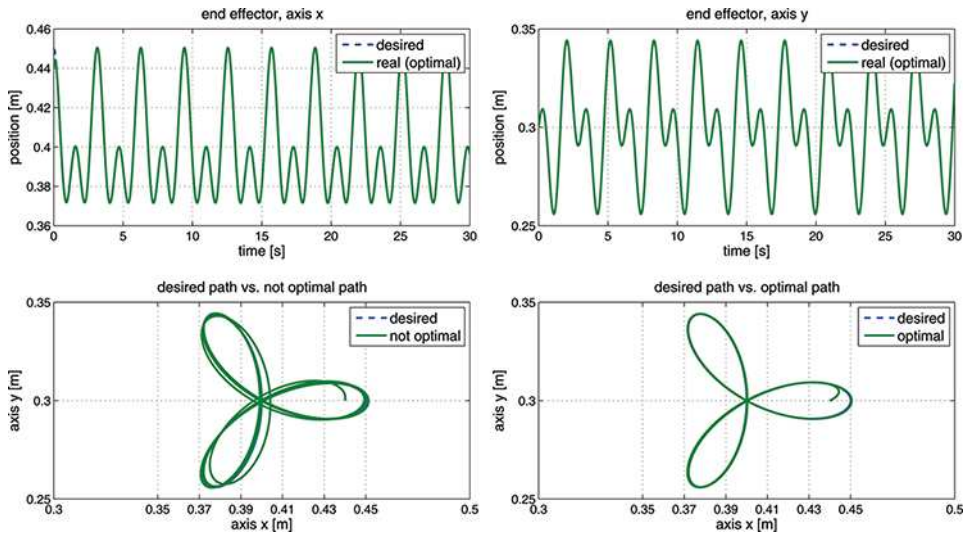 end effector, axis x
0.46
0.44
0.42
0.4
0.38
0.36
position [m]
desired
real (optimal)
0 5 10 15 20 25 30
time [s]
end effector, axis y
0.35
0.3
0.25
position [m]
desired
real (optimal)
0 5 10 15 20 25 30
time [s]
desired path vs. not optimal path
0.35
0.3
0.25
axis y [m]
desired
not optimal
0.3 0.35 0.37 0.39 0.41 0.43 0.45 0.5
axis x [m]
desired path vs. optimal path
0.35
0.3
0.25
axis y [m]
desired
optimal
0.3 0.35 0.37 0.39 0.41 0.43 0.45 0.5
axis x [m]